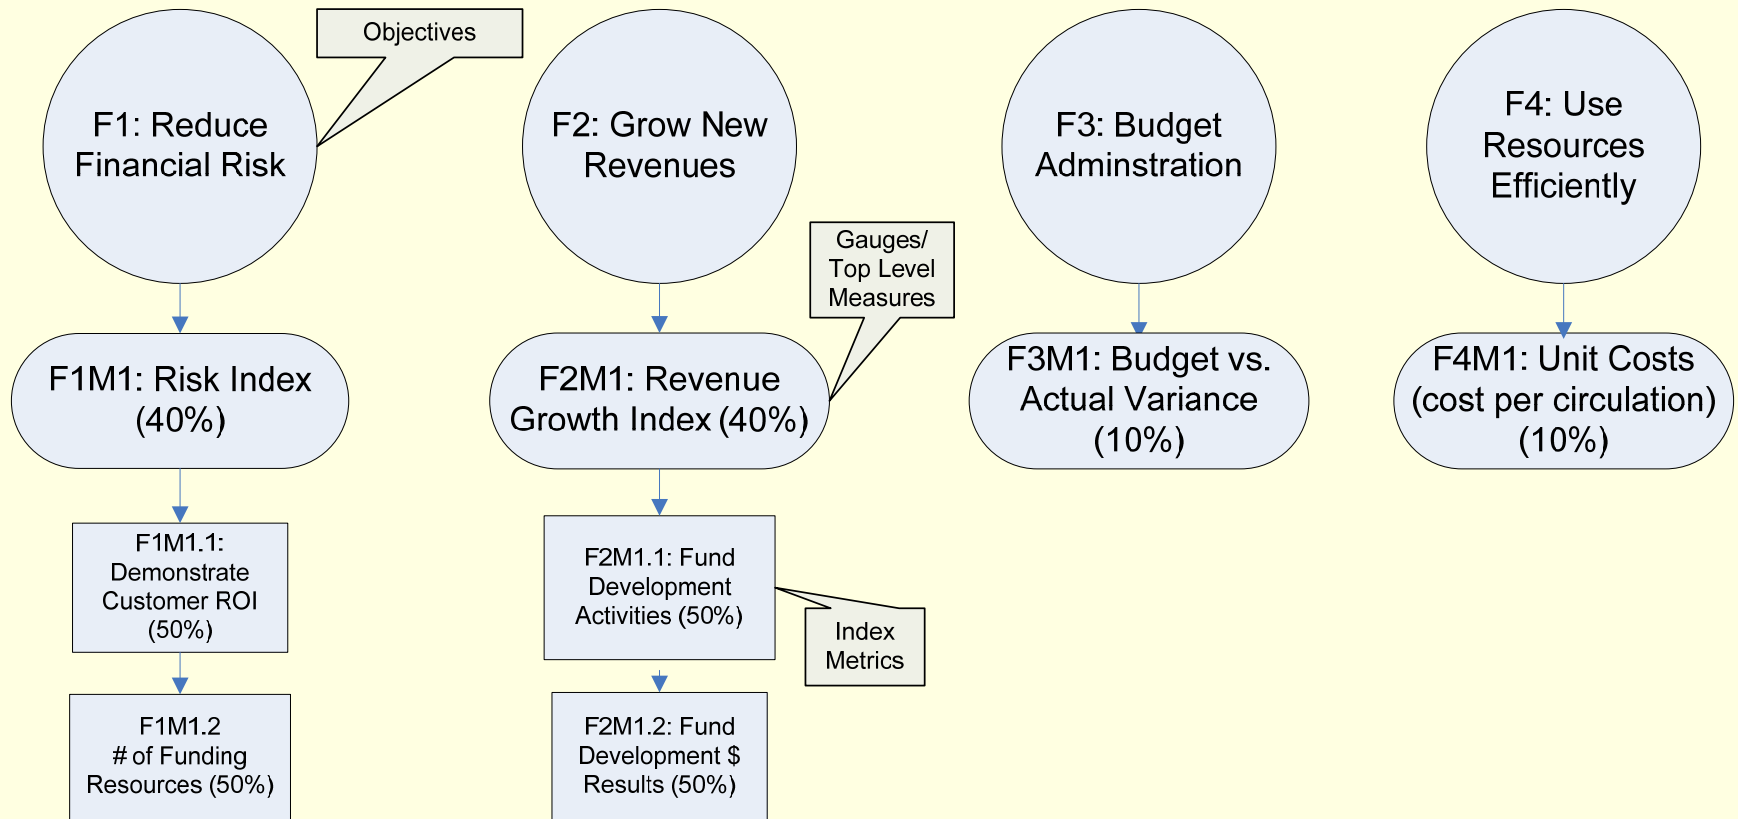 Objectives
F1: Reduce
Financial Risk
F2: Grow New
Revenues
F3: Budget
Adminstration
F4: Use
Resources
Efficiently
Gauges/
Top Level
Measures
F1M1: Risk Index
(40%)
F2M1: Revenue
Growth Index (40%)
F3M1: Budget vs.
Actual Variance
(10%)
F4M1: Unit Costs
(cost per circulation)
(10%)
F1M1.1:
Demonstrate
Customer ROI
(50%)
F2M1.1: Fund
Development
Activities (50%)
Index
Metrics
F1M1.2
# of Funding
Resources (50%)
F2M1.2: Fund
Development $
Results (50%)